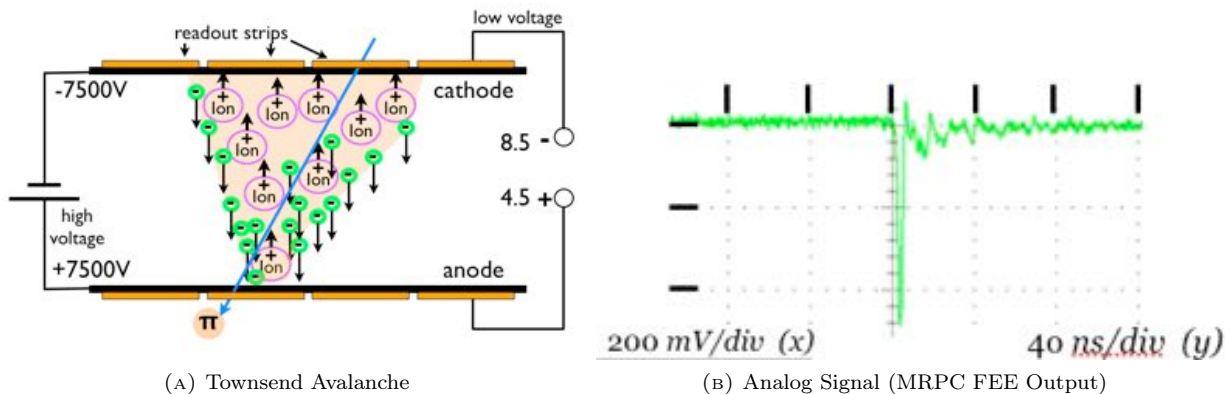 readout strips
low voltage
-7500V
cathode
+
Ion
+
Ion
+
Ion
+
Ion
+
Ion
+
Ion
+
Ion
+
Ion
+
Ion
8.5 -
4.5 +
high
voltage
+7500V
anode
π
200 mV/div (x)
40 ns/div (y)
(A) Townsend Avalanche
(B) Analog Signal (MRPC FEE Output)